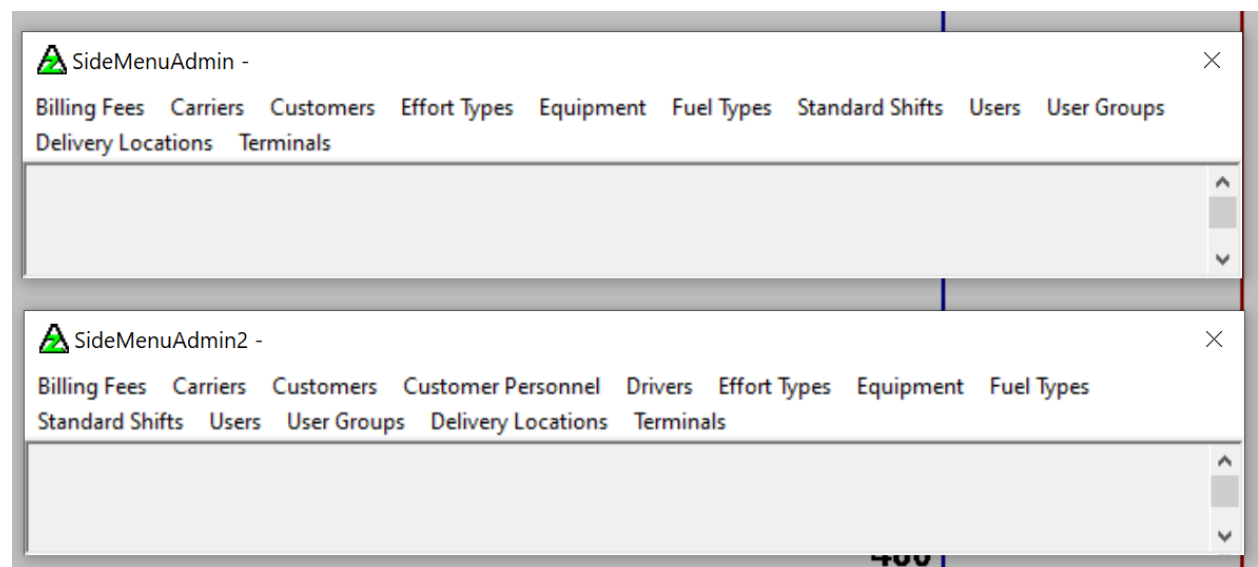 SideMenuAdmin -
Billing Fees Carriers Customers Effort Types Equipment Fuel Types Standard Shifts Users User Groups
Delivery Locations Terminals
SideMenuAdmin2 -
Billing Fees Carriers Customers Customer Personnel Drivers Effort Types Equipment Fuel Types
Standard Shifts Users User Groups Delivery Locations Terminals